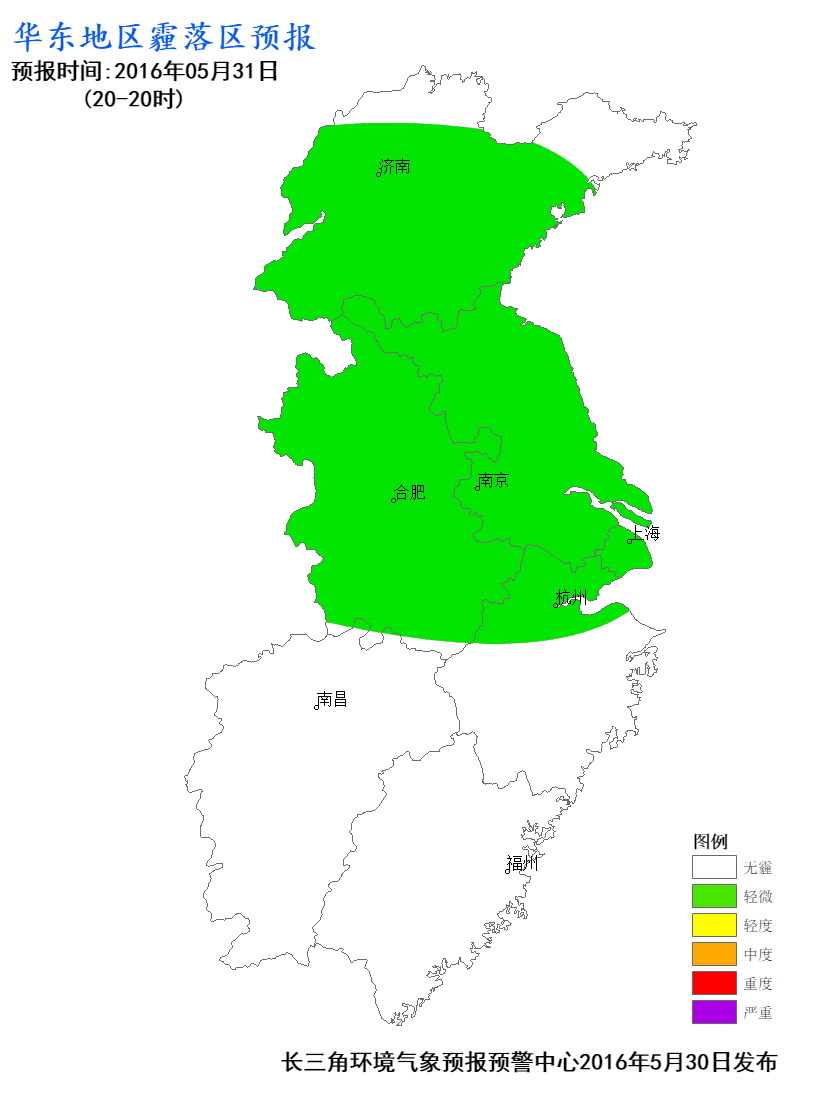 华东地区霾落区预报
预报时间:2016年05月31日
(20-20时)
济南
南京
合肥
上海
杭州
南昌
福州
图例
无霾
轻微
轻度
中度
重度
严重
长三角环境气象预报预警中心2016年5月30日发布